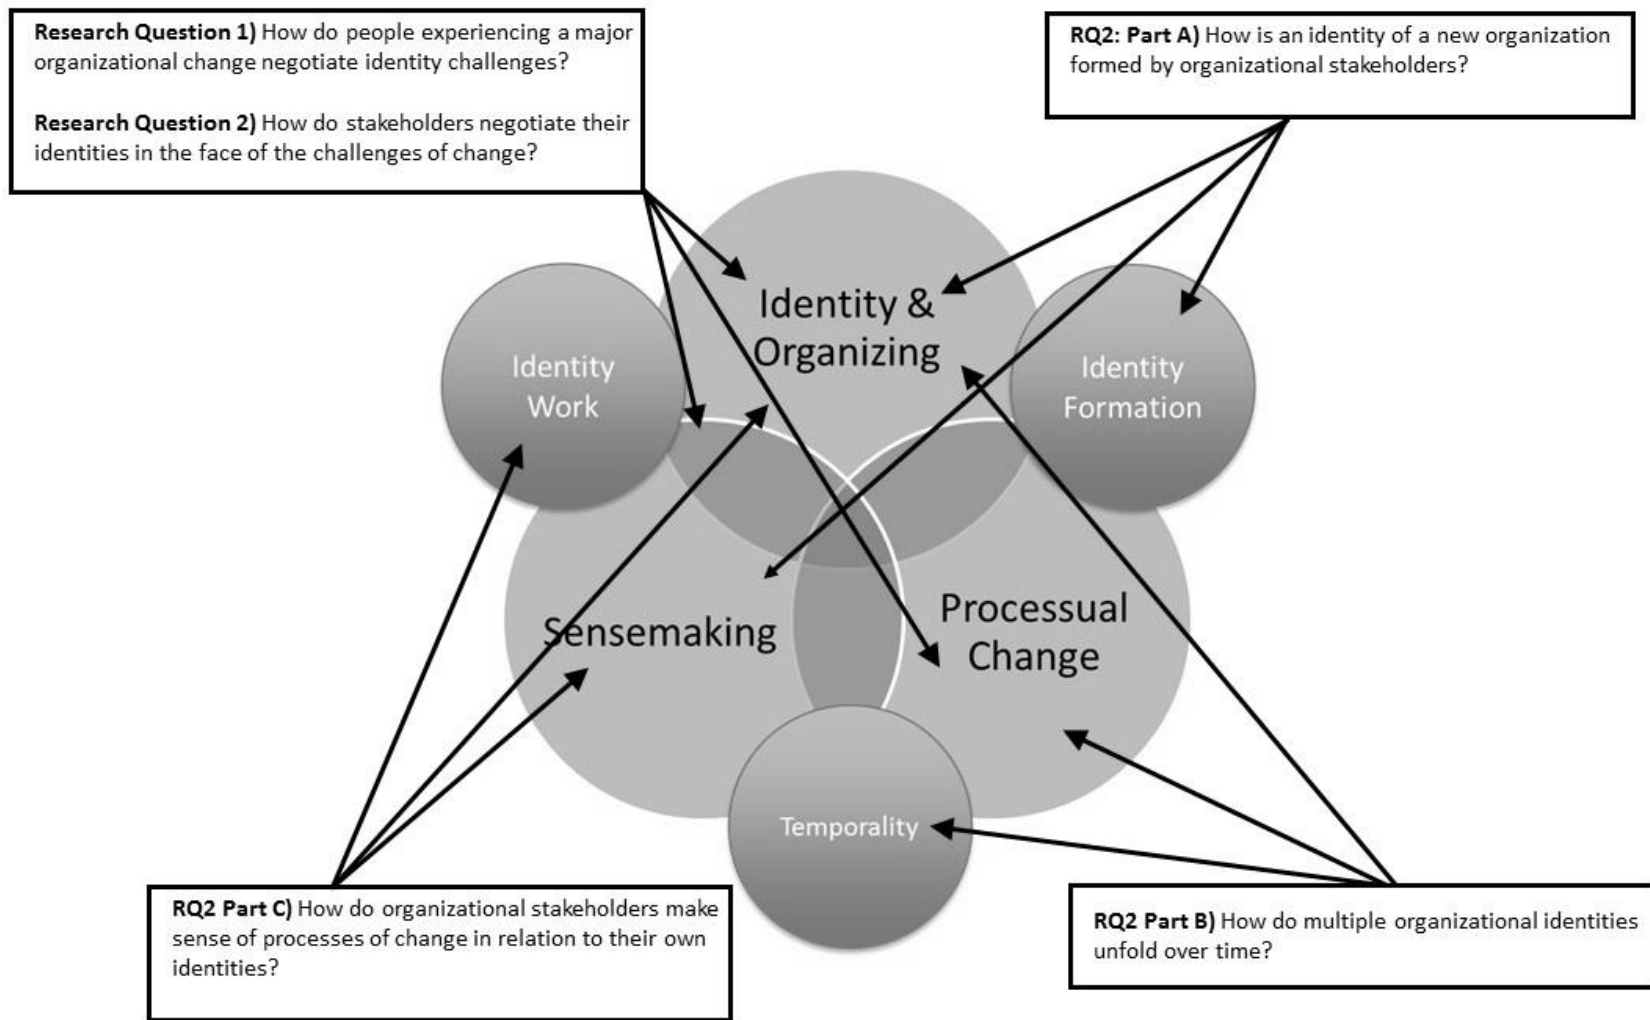 Research Question 1) How do people experiencing a major
organizational change negotiate identity challenges?
Research Question 2) How do stakeholders negotiate their
identities in the face of the challenges of change?
RQ2: Part A) How is an identity of a new organization
formed by organizational stakeholders?
Identity &
Organizing
Identity
Work
Identity
Formation
Sensemaking
Processual
Change
Temporality
RQ2 Part C) How do organizational stakeholders make
sense of processes of change in relation to their own
identities?
RQ2 Part B) How do multiple organizational identities
unfold over time?